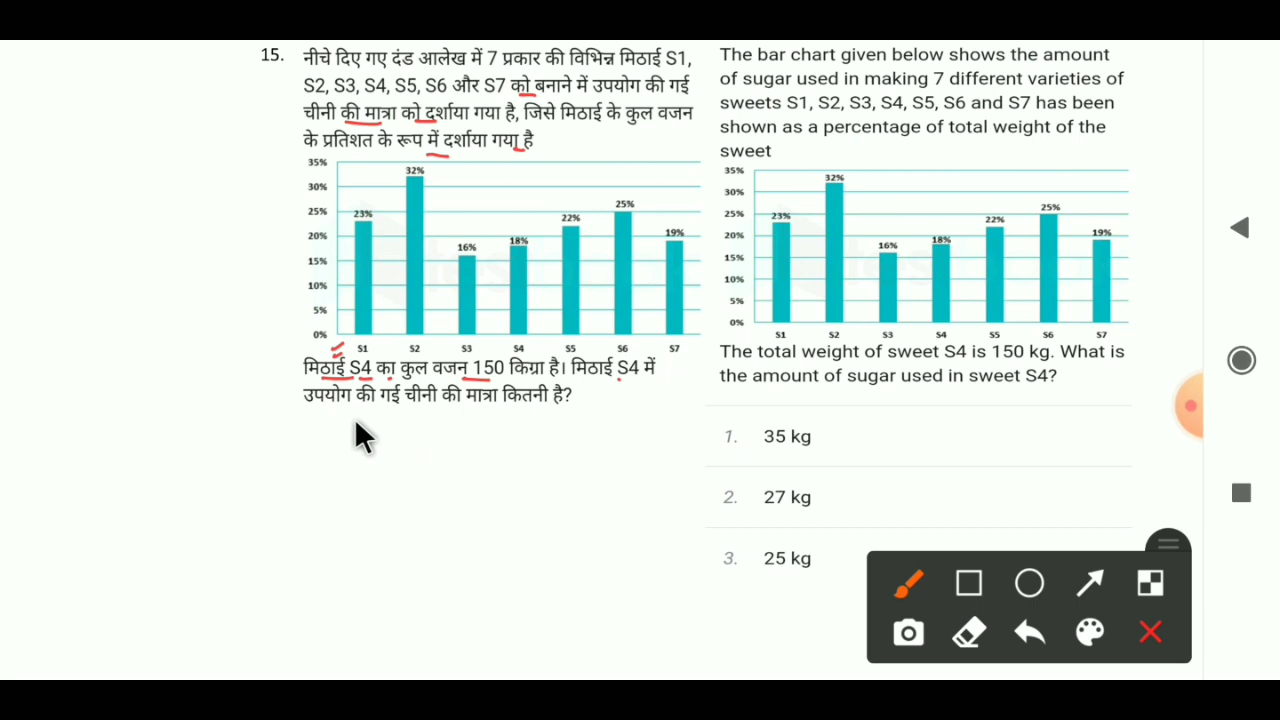 15. नीचे दिए गए दंड आलेख में 7 प्रकार की विभिन्न मिठाई S1,
S2, S3, S4, S5, S6 और S7 को बनाने में उपयोग की गई
चीनी की मात्रा को दर्शाया गया है, जिसे मिठाई के कुल वजन
के प्रतिशत के रूप में दर्शाया गया है
35%
30%
25%
20%
15%
10%
5%
0%
23%
32%
16%
18%
22%
25%
19%
S1 S2 S3 S4 S5 S6 S7
मिठाई S4 का कुल वजन 150 किग्रा है। मिठाई S4 में
उपयोग की गई चीनी की मात्रा कितनी है?
The bar chart given below shows the amount
of sugar used in making 7 different varieties of
sweets S1, S2, S3, S4, S5, S6 and S7 has been
shown as a percentage of total weight of the
sweet
35%
30%
25%
20%
15%
10%
5%
0%
23%
32%
16%
18%
22%
25%
19%
S1 S2 S3 S4 S5 S6 S7
The total weight of sweet S4 is 150 kg. What is
the amount of sugar used in sweet S4?
1. 35 kg
2. 27 kg
3. 25 kg